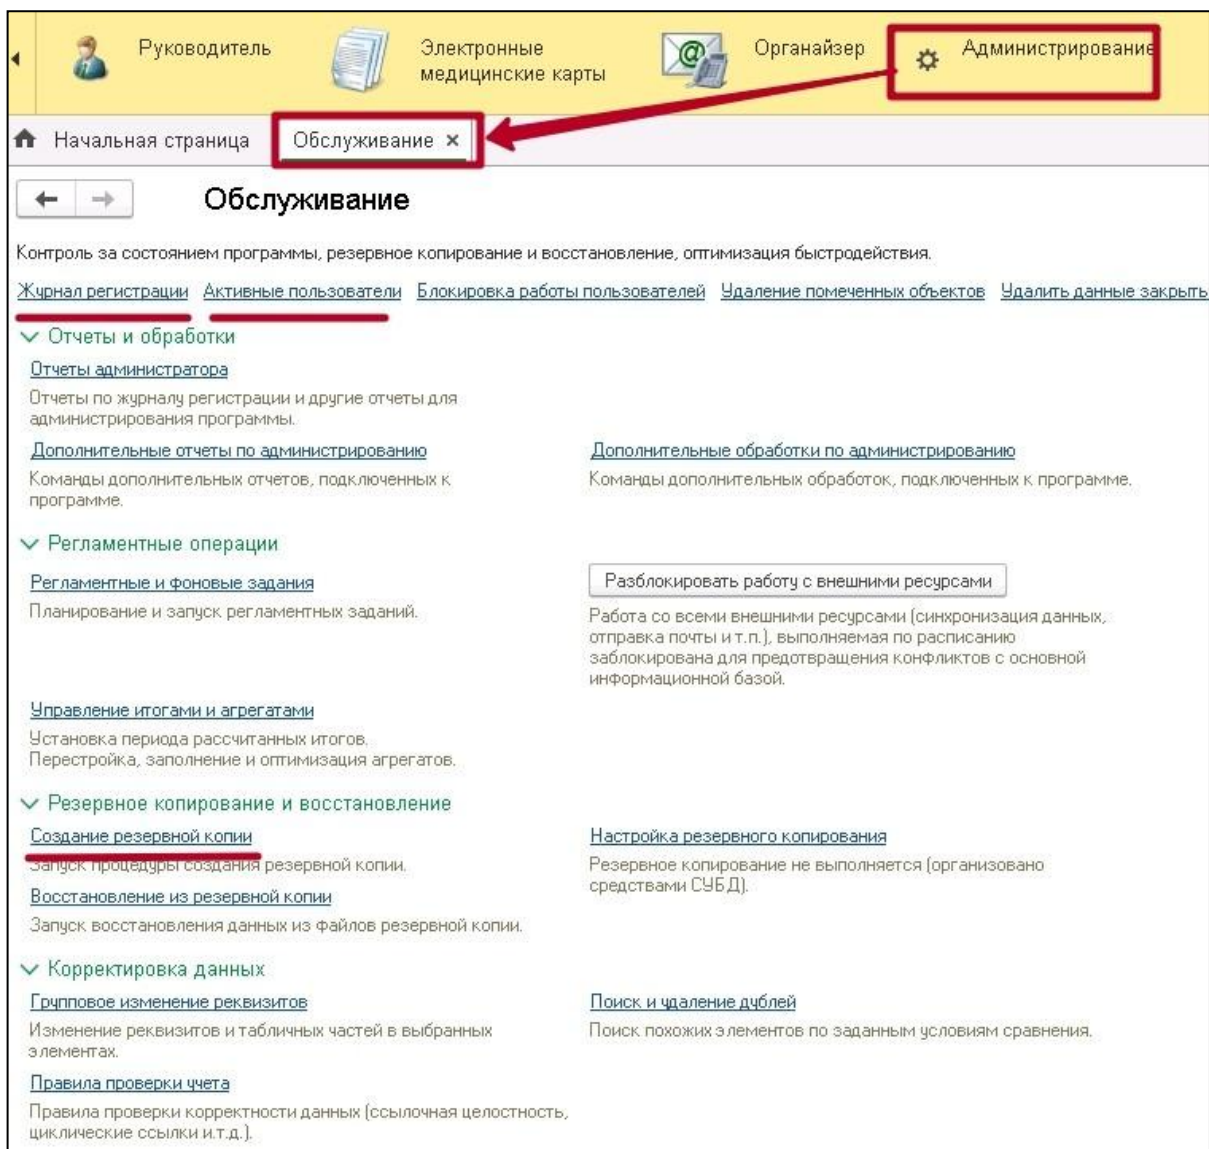 Руководитель
Электронные
медицинские карты
Органайзер
Администрирование
Начальная страница
Обслуживание ×
Обслуживание
Контроль за состоянием программы, резервное копирование и восстановление, оптимизация быстродействия.
Журнал регистрации Активные пользователи Блокировка работы пользователей Удаление помеченных объектов Удалить данные закрыть
Отчеты и обработки
Отчеты администратора
Отчеты по журналу регистрации и другие отчеты для
администрирования программы.
Дополнительные отчеты по администрированию
Команды дополнительных отчетов, подключенных к
программе.
Дополнительные обработки по администрированию
Команды дополнительных обработок, подключенных к программе.
Регламентные операции
Регламентные и фоновые задания
Планирование и запуск регламентных заданий.
Разблокировать работу с внешними ресурсами
Работа со всеми внешними ресурсами (синхронизация данных,
отправка почты и т.п.), выполняемая по расписанию
заблокирована для предотвращения конфликтов с основной
информационной базой.
Управление итогами и агрегатами
Установка периода рассчитанных итогов.
Перестройка, заполнение и оптимизация агрегатов.
Резервное копирование и восстановление
Создание резервной копии
Запуск процедуры создания резервной копии.
Настройка резервного копирования
Резервное копирование не выполняется (организовано
средствами СУБД).
Восстановление из резервной копии
Запуск восстановления данных из файлов резервной копии.
Корректировка данных
Групповое изменение реквизитов
Изменение реквизитов и табличных частей в выбранных
элементах.
Поиск и удаление дублей
Поиск похожих элементов по заданным условиям сравнения.
Правила проверки учета
Правила проверки корректности данных (ссылочная целостность,
циклические ссылки и.т.д.).